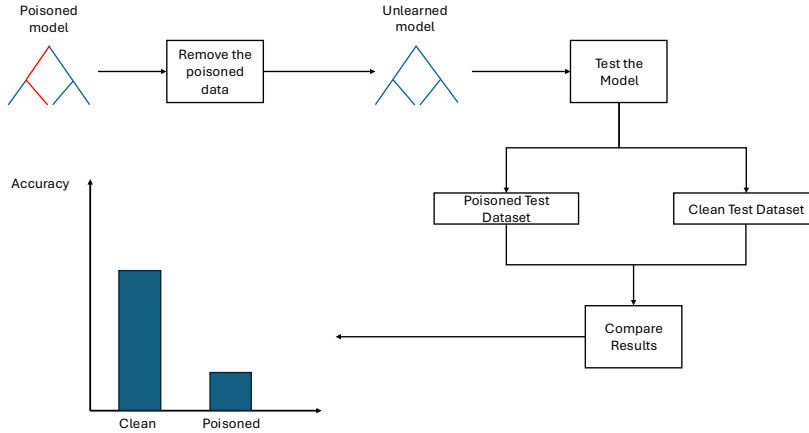 Poisoned
model
Remove the
poisoned
data
Unlearned
model
Test the
Model
Poisoned Test
Dataset
Clean Test Dataset
Compare
Results
Accuracy
Clean
Poisoned